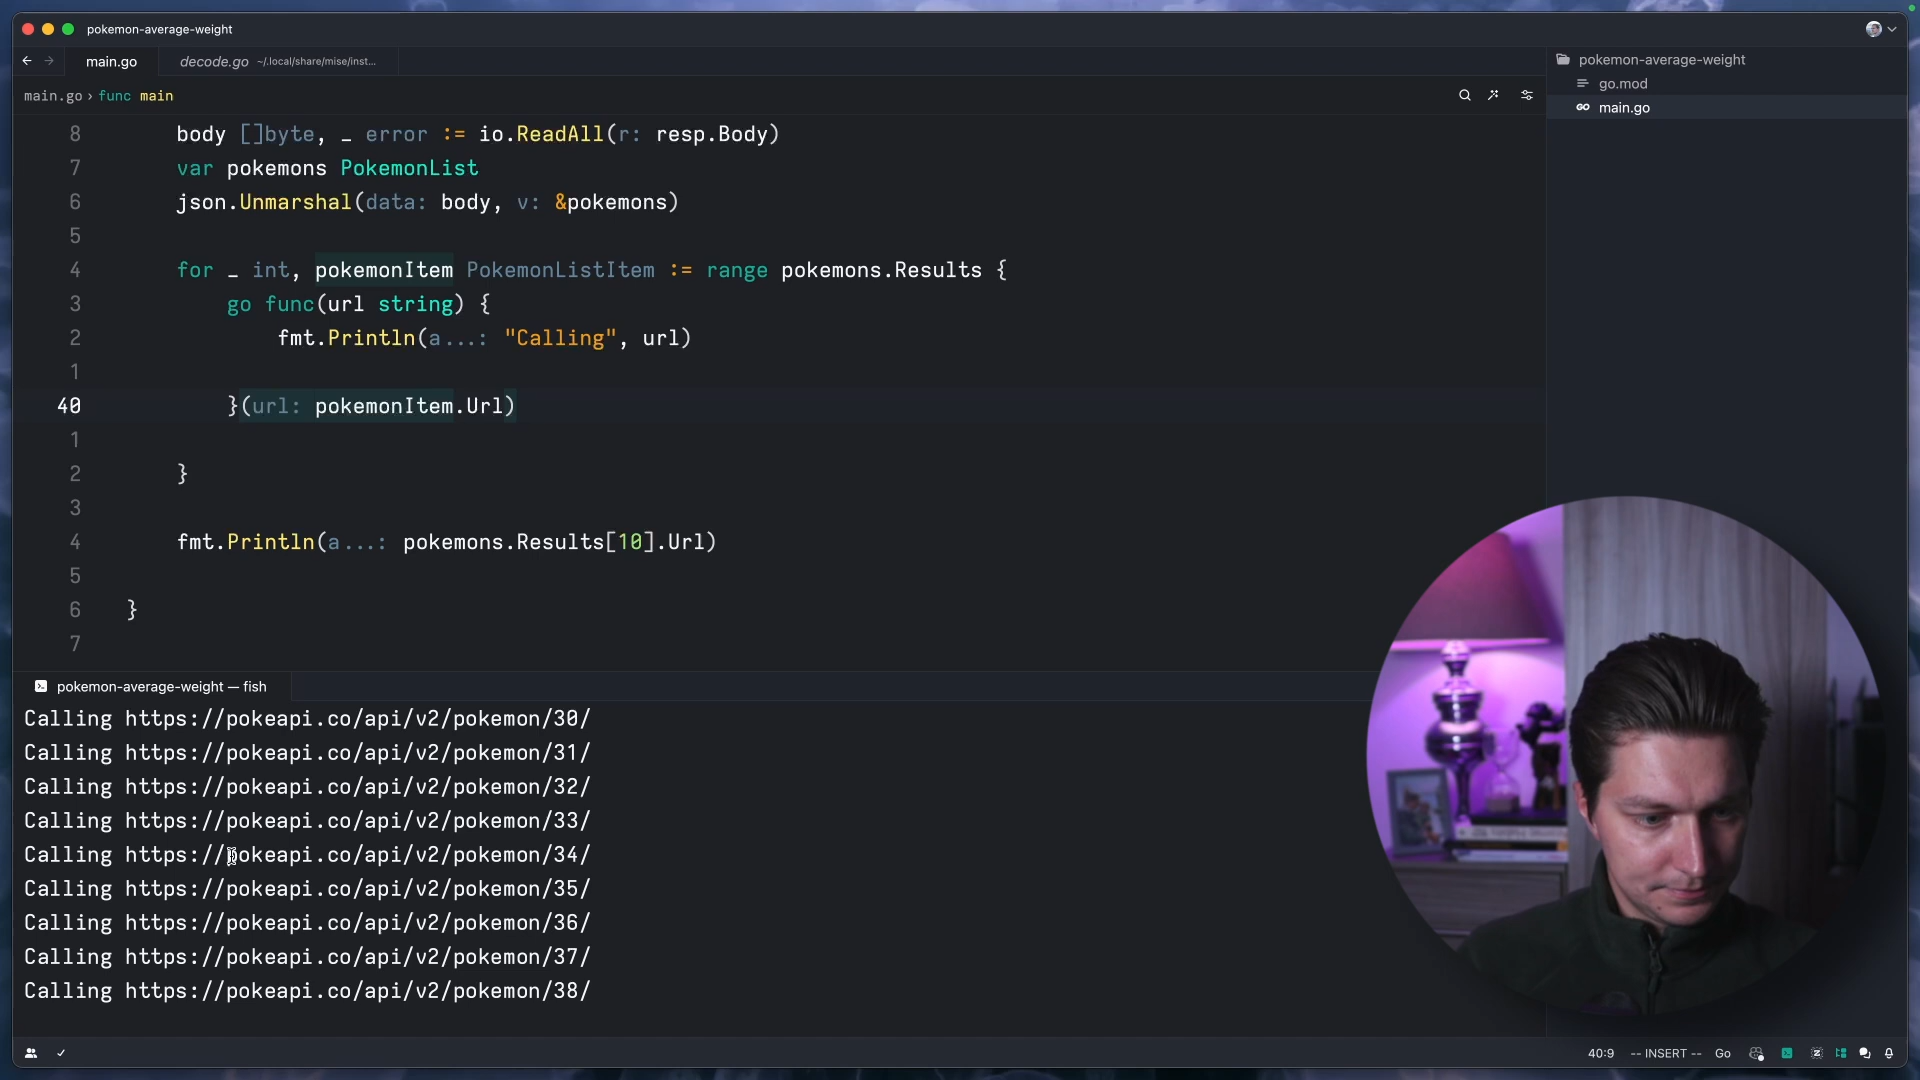 pokemon-average-weight
main.go
decode.go ~/.local/share/mise/inst...
main.go › func main
8 body []byte, _ error := io.ReadAll(r: resp.Body)
7 var pokemons PokemonList
6 json.Unmarshal(data: body, v: &pokemons)
5
4 for _ int, pokemonItem PokemonListItem := range pokemons.Results {
3 go func(url string) {
2 fmt.Println(a...: "Calling", url)
1
40 }(url: pokemonItem.Url)
1
2 }
3
4 fmt.Println(a...: pokemons.Results[10].Url)
5
6 }
7
pokemon-average-weight
go.mod
main.go
pokemon-average-weight — fish
Calling https://pokeapi.co/api/v2/pokemon/30/
Calling https://pokeapi.co/api/v2/pokemon/31/
Calling https://pokeapi.co/api/v2/pokemon/32/
Calling https://pokeapi.co/api/v2/pokemon/33/
Calling https://pokeapi.co/api/v2/pokemon/34/
Calling https://pokeapi.co/api/v2/pokemon/35/
Calling https://pokeapi.co/api/v2/pokemon/36/
Calling https://pokeapi.co/api/v2/pokemon/37/
Calling https://pokeapi.co/api/v2/pokemon/38/
40:9 -- INSERT -- Go